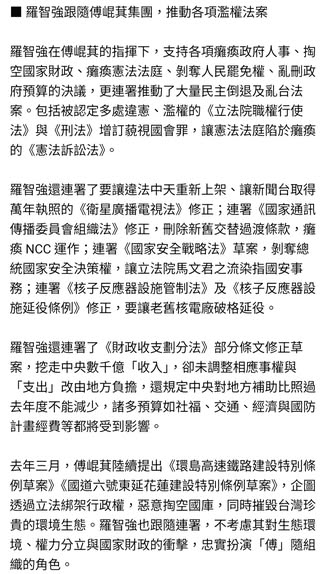 ■ 羅智強跟隨傅崐萁集團，推動各項濫權法案
羅智強在傅崐萁的指揮下，支持各項癱瘓政府人事、掏
空國家財政、癱瘓憲法法庭、剝奪人民罷免權、亂刪政
府預算的決議，更連署推動了大量民主倒退及亂台法
案。包括被認定多處違憲、濫權的《立法院職權行使
法》與《刑法》增訂藐視國會罪，讓憲法法庭陷於癱瘓
的《憲法訴訟法》。
羅智強還連署了要讓違法中天重新上架、讓新聞台取得
萬年執照的《衛星廣播電視法》修正；連署《國家通訊
傳播委員會組織法》修正，刪除新舊交替過渡條款，癱
瘓 NCC 運作；連署《國家安全戰略法》草案，剝奪總
統國家安全決策權，讓立法院馬文君之流染指國安事
務；連署《核子反應器設施管制法》及《核子反應器設
施延役條例》修正，要讓老舊核電廠破格延役。
羅智強還連署了《財政收支劃分法》部分條文修正草
案，挖走中央數千億「收入」，卻未調整相應事權與
「支出」改由地方負擔，還規定中央對地方補助比照過
去年度不能減少，諸多預算如社福、交通、經濟與國防
計畫經費等都將受到影響。
去年三月，傅崐萁陸續提出《環島高速鐵路建設特別條
例草案》《國道六號東延花蓮建設特別條例草案》，企圖
透過立法綁架行政權，惡意掏空國庫，同時摧毀台灣珍
貴的環境生態。羅智強也跟隨連署，不考慮其對生態環
境、權力分立與國家財政的衝擊，忠實扮演「傅」隨組
織的角色。